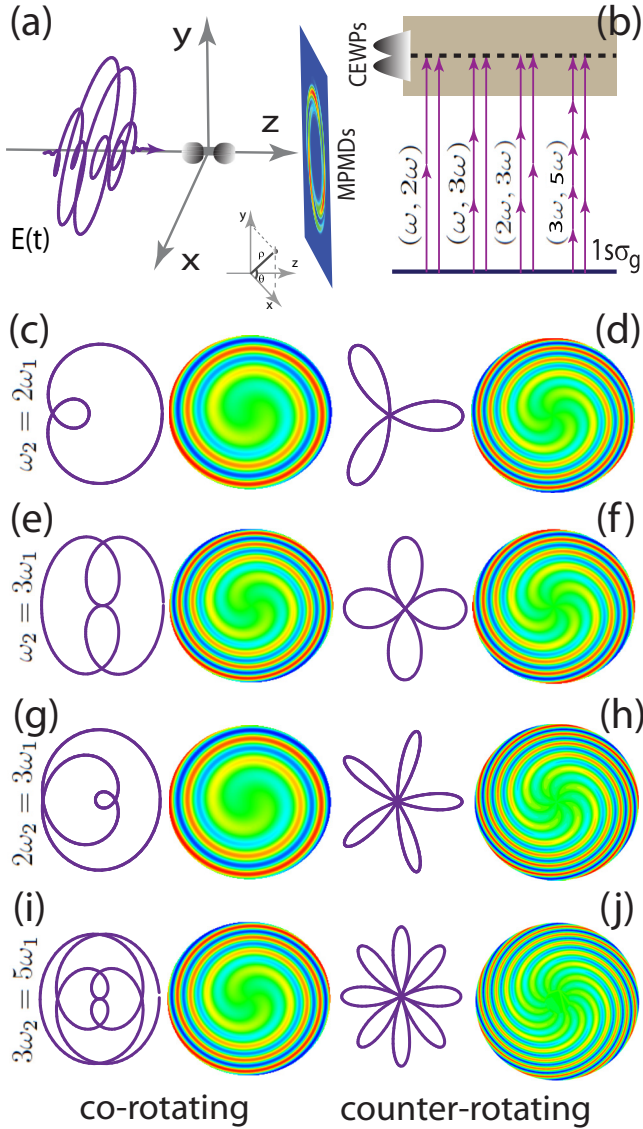 (a)
y
z
x
E(t)
MPMDs
y
ρ
z
θ
x
(b)
CEWPs
(ω, 2ω)
(ω, 3ω)
(2ω, 3ω)
(3ω, 5ω)
1sσg
(c)
(d)
ω₂ = 2ω₁
(e)
(f)
ω₂ = 3ω₁
(g)
(h)
2ω₂ = 3ω₁
(i)
(j)
3ω₂ = 5ω₁
co-rotating
counter-rotating